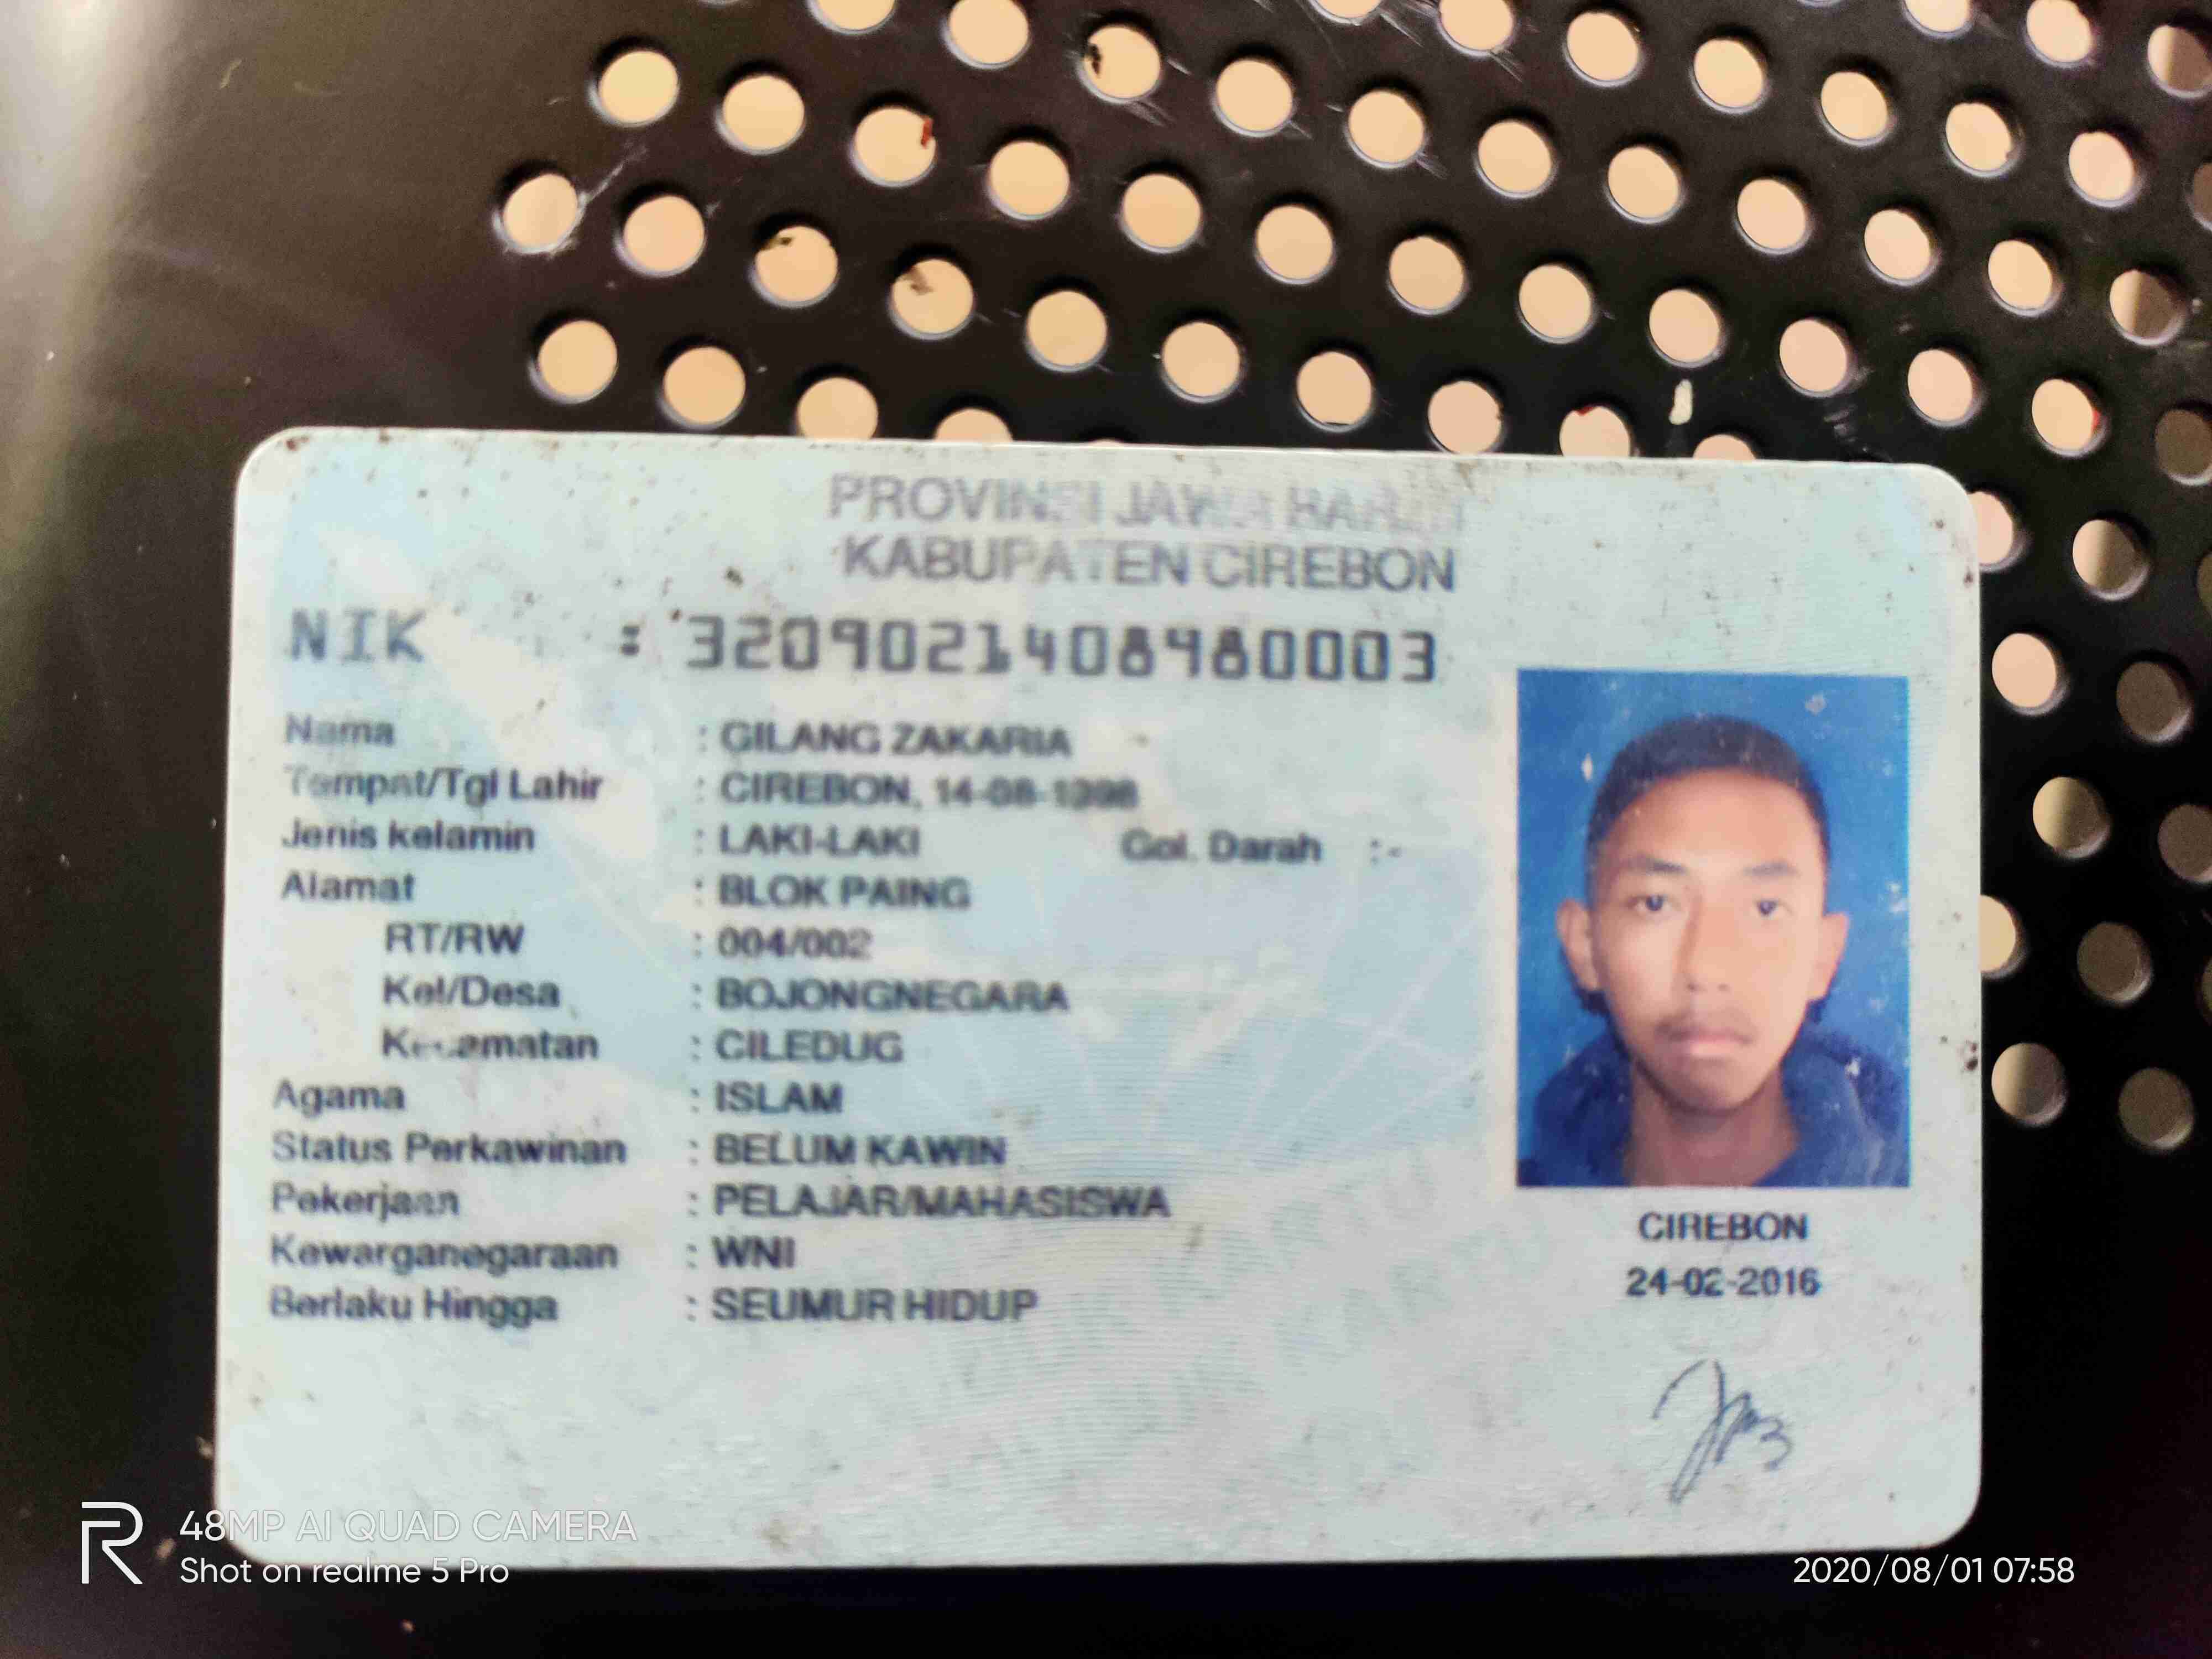 PROVINSI JAWA BARAT
KABUPATEN CIREBON
NIK : 3209021408980003
Nama : GILANG ZAKARIA
Tempat/Tgl Lahir : CIREBON, 14-08-1998
Jenis kelamin : LAKI-LAKI Gol. Darah : -
Alamat : BLOK PAING
RT/RW : 004/002
Kel/Desa : BOJONGNEGARA
Kecamatan : CILEDUG
Agama : ISLAM
Status Perkawinan : BELUM KAWIN
Pekerjaan : PELAJAR/MAHASISWA
Kewarganegaraan : WNI
Berlaku Hingga : SEUMUR HIDUP
CIREBON
24-02-2016
R 48MP AI QUAD CAMERA
Shot on realme 5 Pro
2020/08/01 07:58